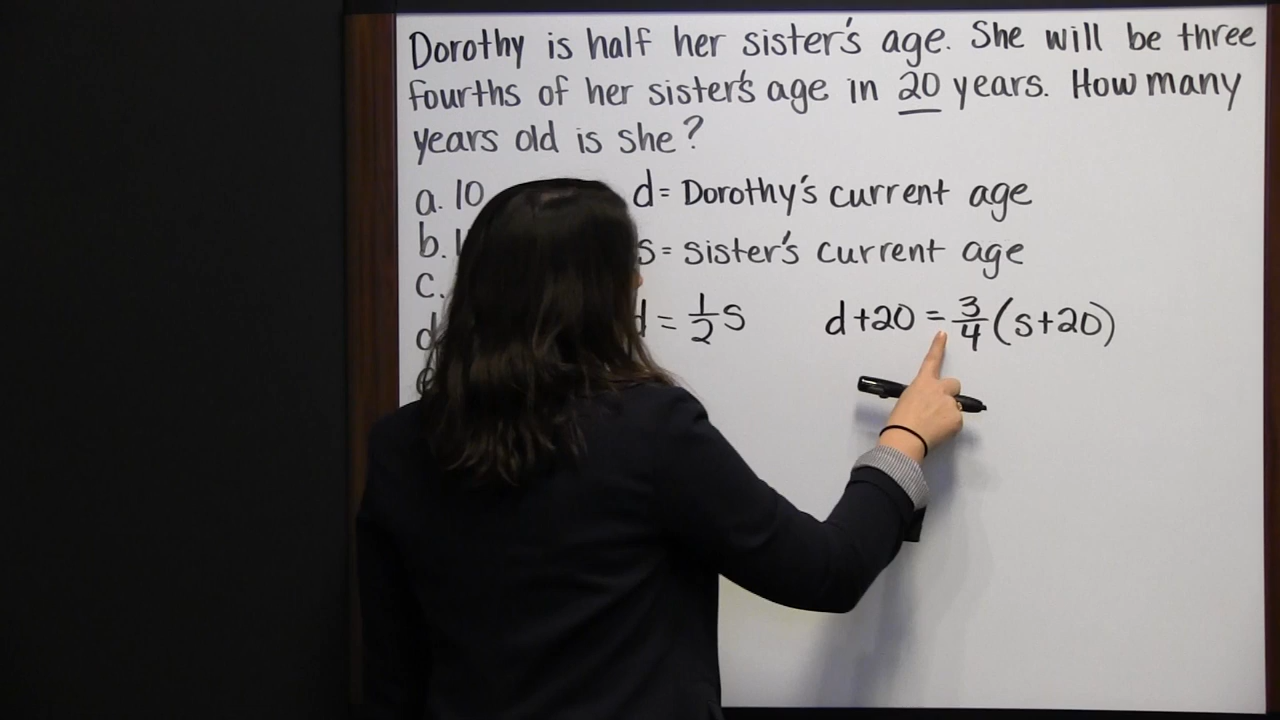 Dorothy is half her sister's age. She will be three
fourths of her sister's age in 20 years. How many
years old is she?
a. 10
d = Dorothy's current age
b.
s = sister's current age
c.
d = 1/2 s
d + 20 = 3/4 (s + 20)